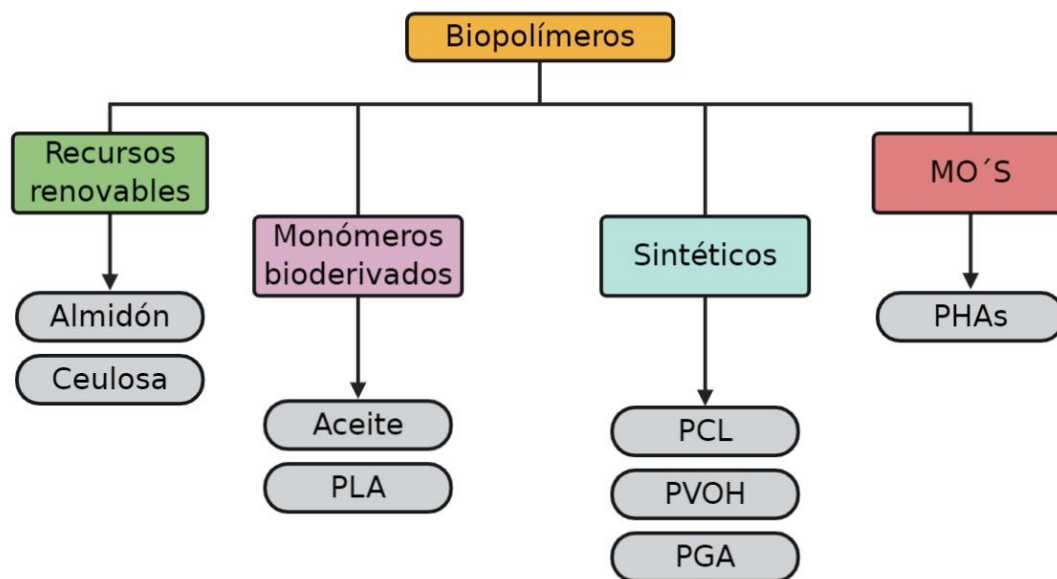 Biopolímeros
Recursos
renovables
Almidón
Ceulosa
Monómeros
bioderivados
Aceite
PLA
Sintéticos
PCL
PVOH
PGA
MO´S
PHAs